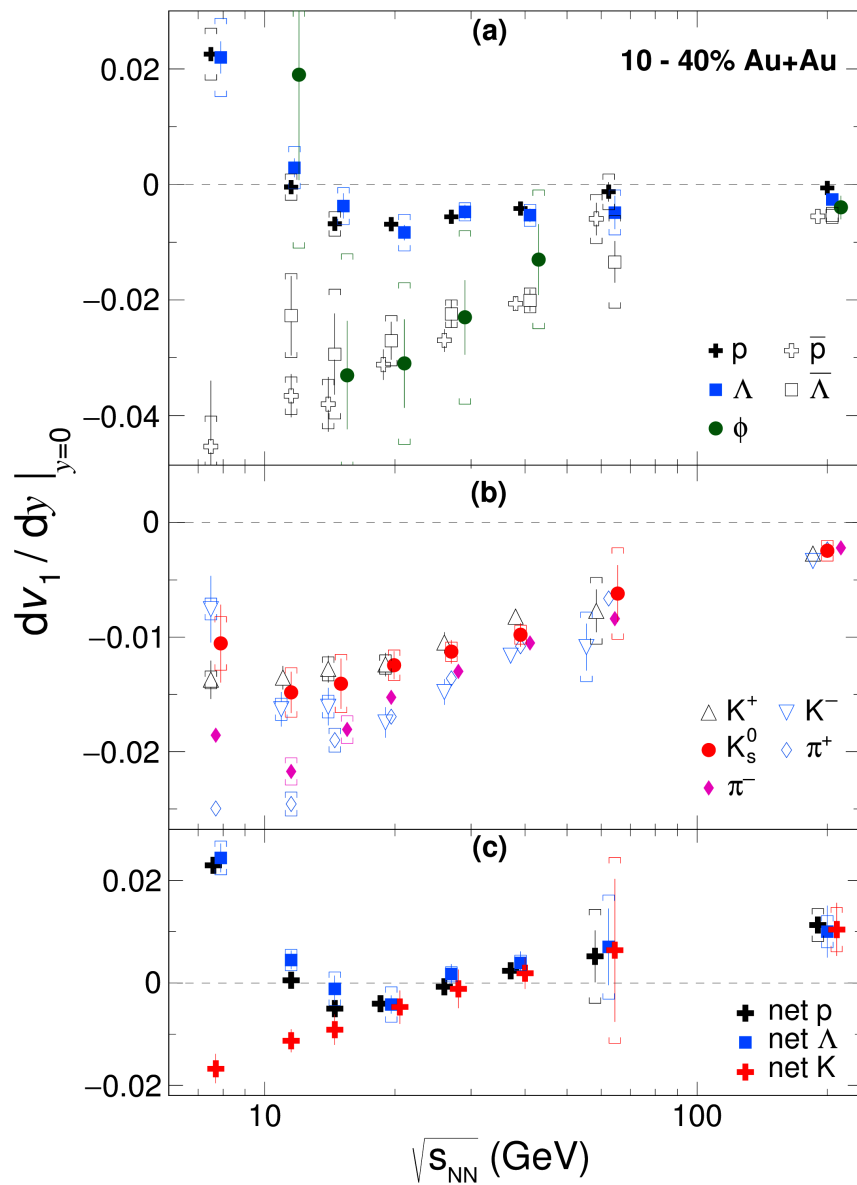 (a)
10 - 40% Au+Au
0.02
0
−0.02
−0.04
p p̅
Λ Λ̅
ϕ
dv₁ / dy |y=0
(b)
0
−0.01
−0.02
K⁺ K⁻
K⁰s π⁺
π⁻
(c)
0.02
0
−0.02
net p
net Λ
net K
10 100
√sNN (GeV)